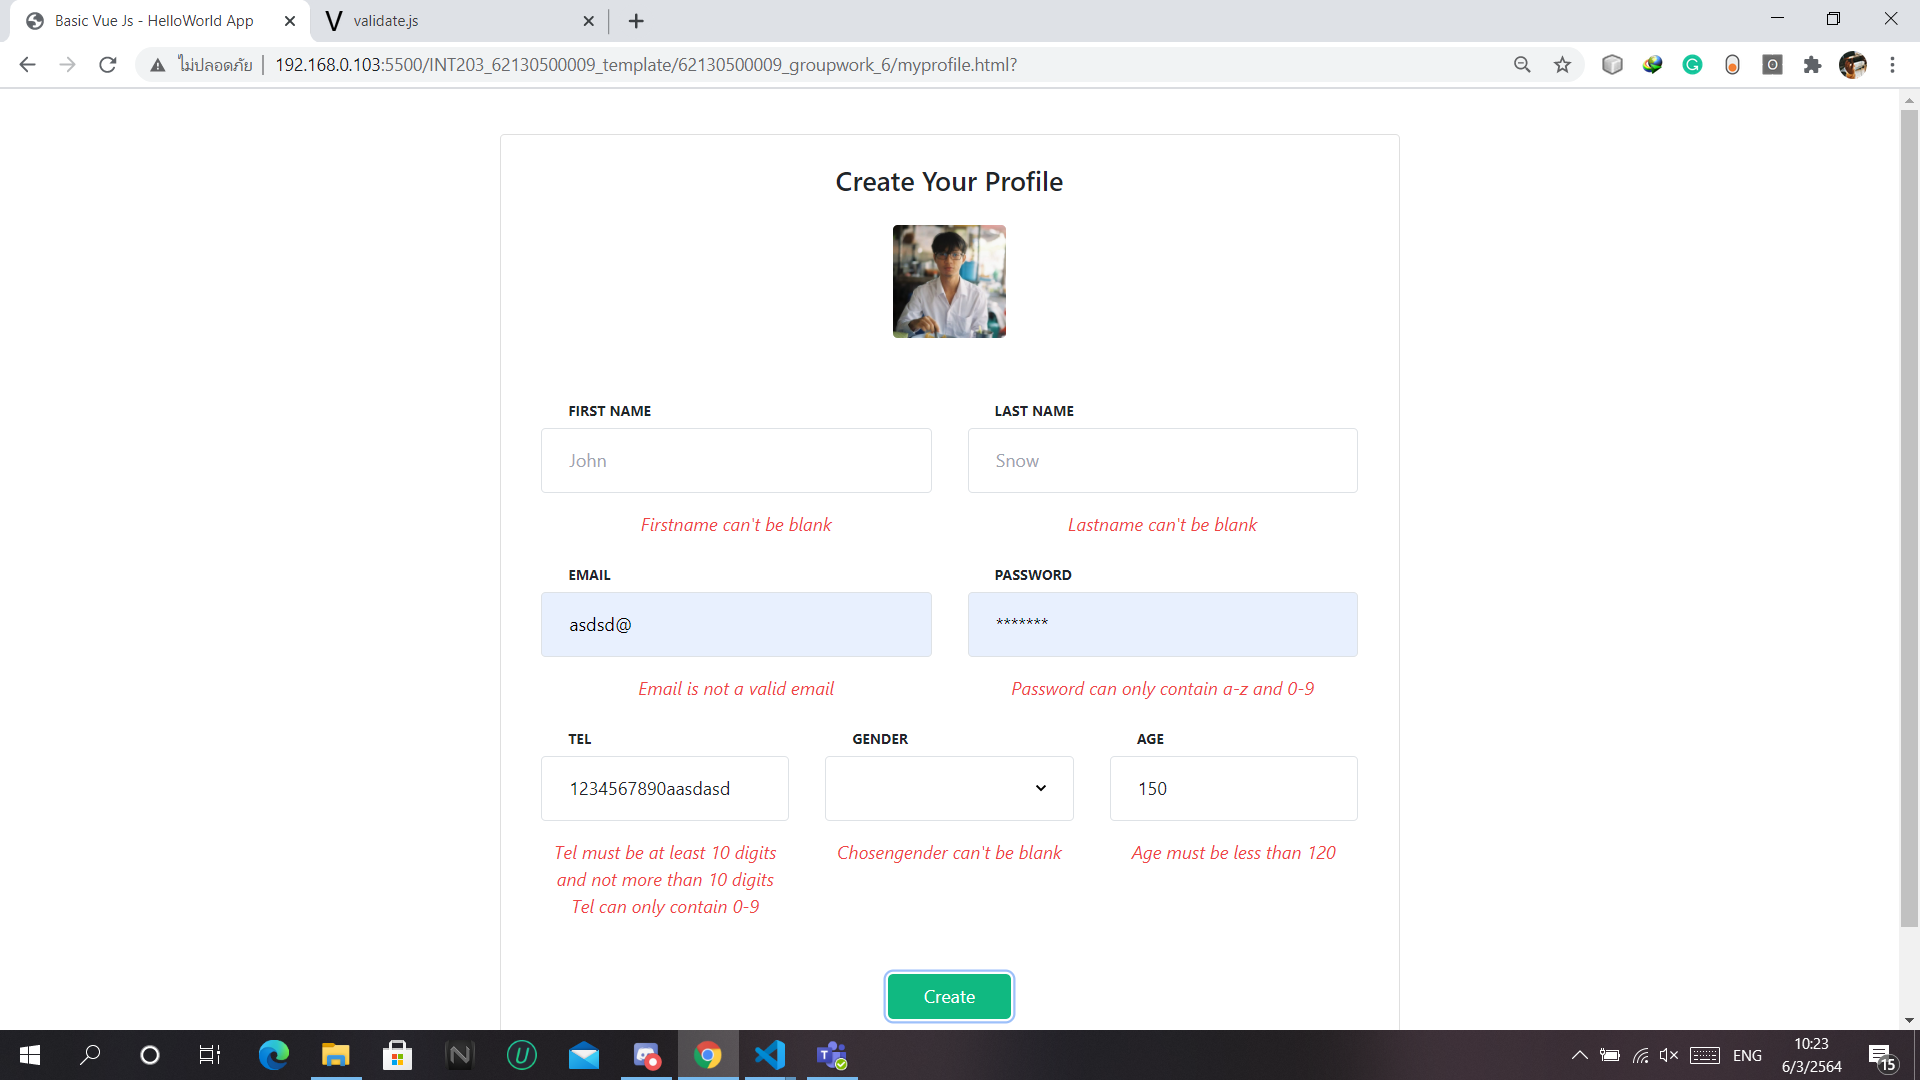 Basic Vue Js - HelloWorld App
validate.js
ไม่ปลอดภัย
192.168.0.103:5500/INT203_62130500009_template/62130500009_groupwork_6/myprofile.html?
Create Your Profile
FIRST NAME
LAST NAME
John
Snow
Firstname can't be blank
Lastname can't be blank
EMAIL
PASSWORD
asdsd@
*******
Email is not a valid email
Password can only contain a-z and 0-9
TEL
GENDER
AGE
1234567890aasdasd
150
Tel must be at least 10 digits
and not more than 10 digits
Tel can only contain 0-9
Chosengender can't be blank
Age must be less than 120
Create
ENG
10:23
6/3/2564
15